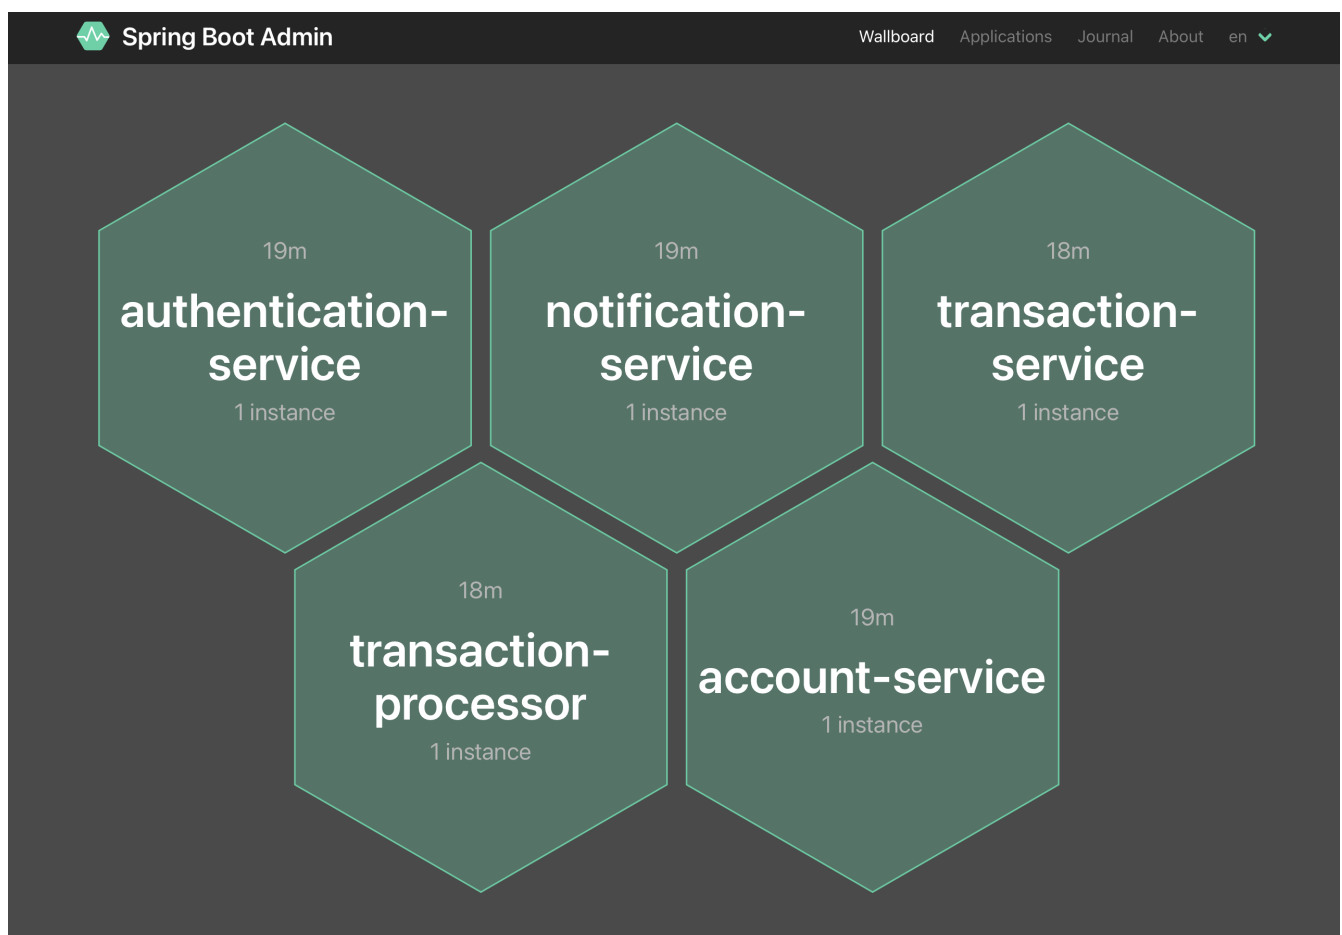 Spring Boot Admin
Wallboard Applications Journal About en
19m
authentication-
service
1 instance
19m
notification-
service
1 instance
18m
transaction-
service
1 instance
18m
transaction-
processor
1 instance
19m
account-service
1 instance